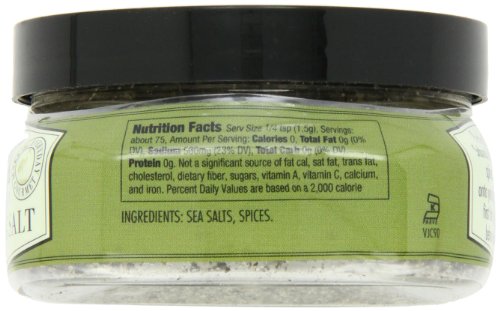 Nutrition Facts Serv Size 1/4 tsp (1.5g), Servings:
about 75, Amount Per Serving: Calories 0, Total Fat 0g (0%
DV), Sodium (23% DV), Total Carb 0g (0% DV),
Protein 0g. Not a significant source of fat cal, sat fat, trans fat,
cholesterol, dietary fiber, sugars, vitamin A, vitamin C, calcium,
and iron. Percent Daily Values are based on a 2,000 calorie
INGREDIENTS: SEA SALTS, SPICES.
ALT